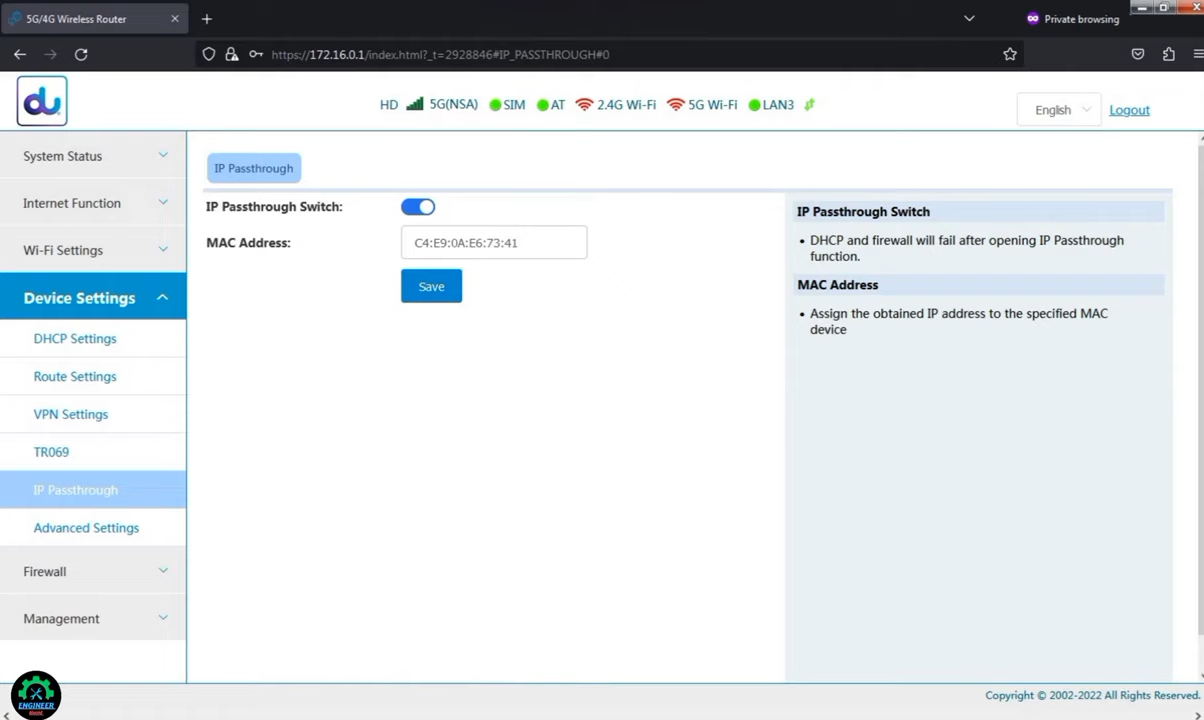 5G/4G Wireless Router
Private browsing
https://172.16.0.1/index.html?_t=2928846#IP_PASSTHROUGH#0
du
HD 5G(NSA) SIM AT 2.4G Wi-Fi 5G Wi-Fi LAN3
English
Logout
System Status
Internet Function
Wi-Fi Settings
Device Settings
DHCP Settings
Route Settings
VPN Settings
TR069
IP Passthrough
Advanced Settings
Firewall
Management
IP Passthrough
IP Passthrough Switch:
MAC Address: C4:E9:0A:E6:73:41
Save
IP Passthrough Switch
• DHCP and firewall will fail after opening IP Passthrough
function.
MAC Address
• Assign the obtained IP address to the specified MAC
device
ENGINEER
Copyright © 2002-2022 All Rights Reserved.